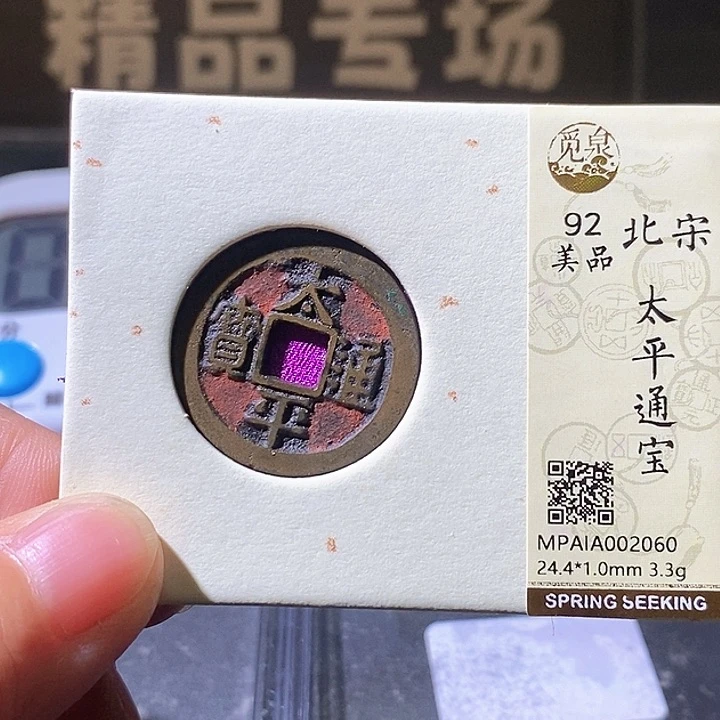 精品专场
觅泉
92
美品
北宋
太平通宝
太平通寶
MPAIA002060
24.4*1.0mm 3.3g
SPRING SEEKING